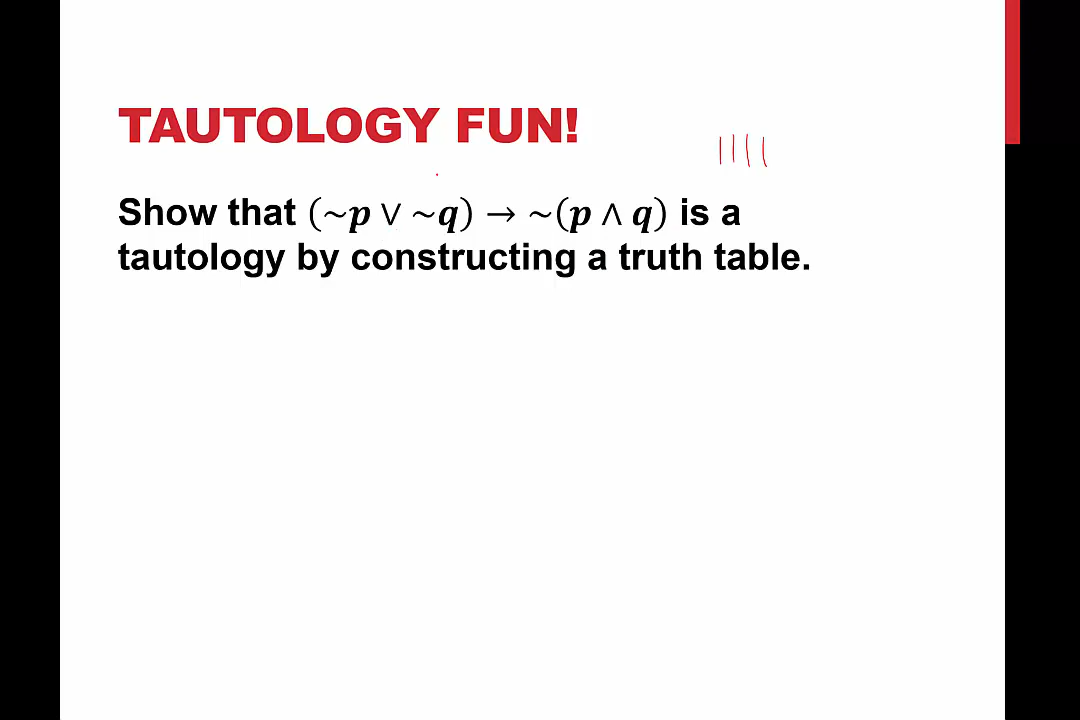 TAUTOLOGY FUN!
Show that (~p ∨ ~q) → ~(p ∧ q) is a
tautology by constructing a truth table.